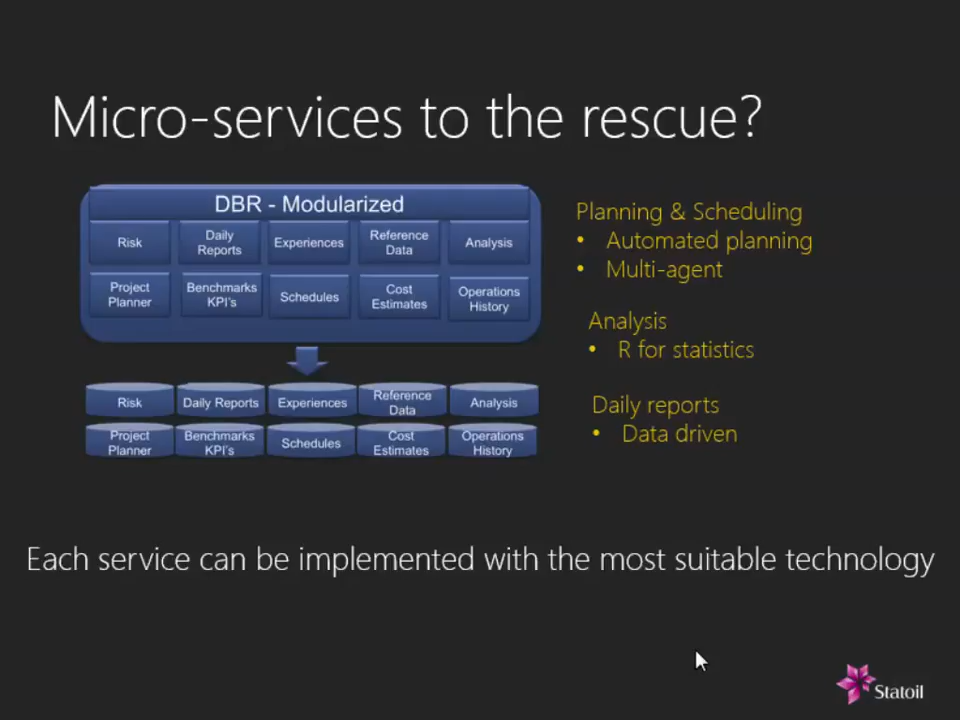 Micro-services to the rescue?
DBR - Modularized
Risk
Daily
Reports
Experiences
Reference
Data
Analysis
Project
Planner
Benchmarks
KPI's
Schedules
Cost
Estimates
Operations
History
Risk
Daily Reports
Experiences
Reference
Data
Analysis
Project
Planner
Benchmarks
KPI's
Schedules
Cost
Estimates
Operations
History
Planning & Scheduling
• Automated planning
• Multi-agent
Analysis
• R for statistics
Daily reports
• Data driven
Each service can be implemented with the most suitable technology
Statoil